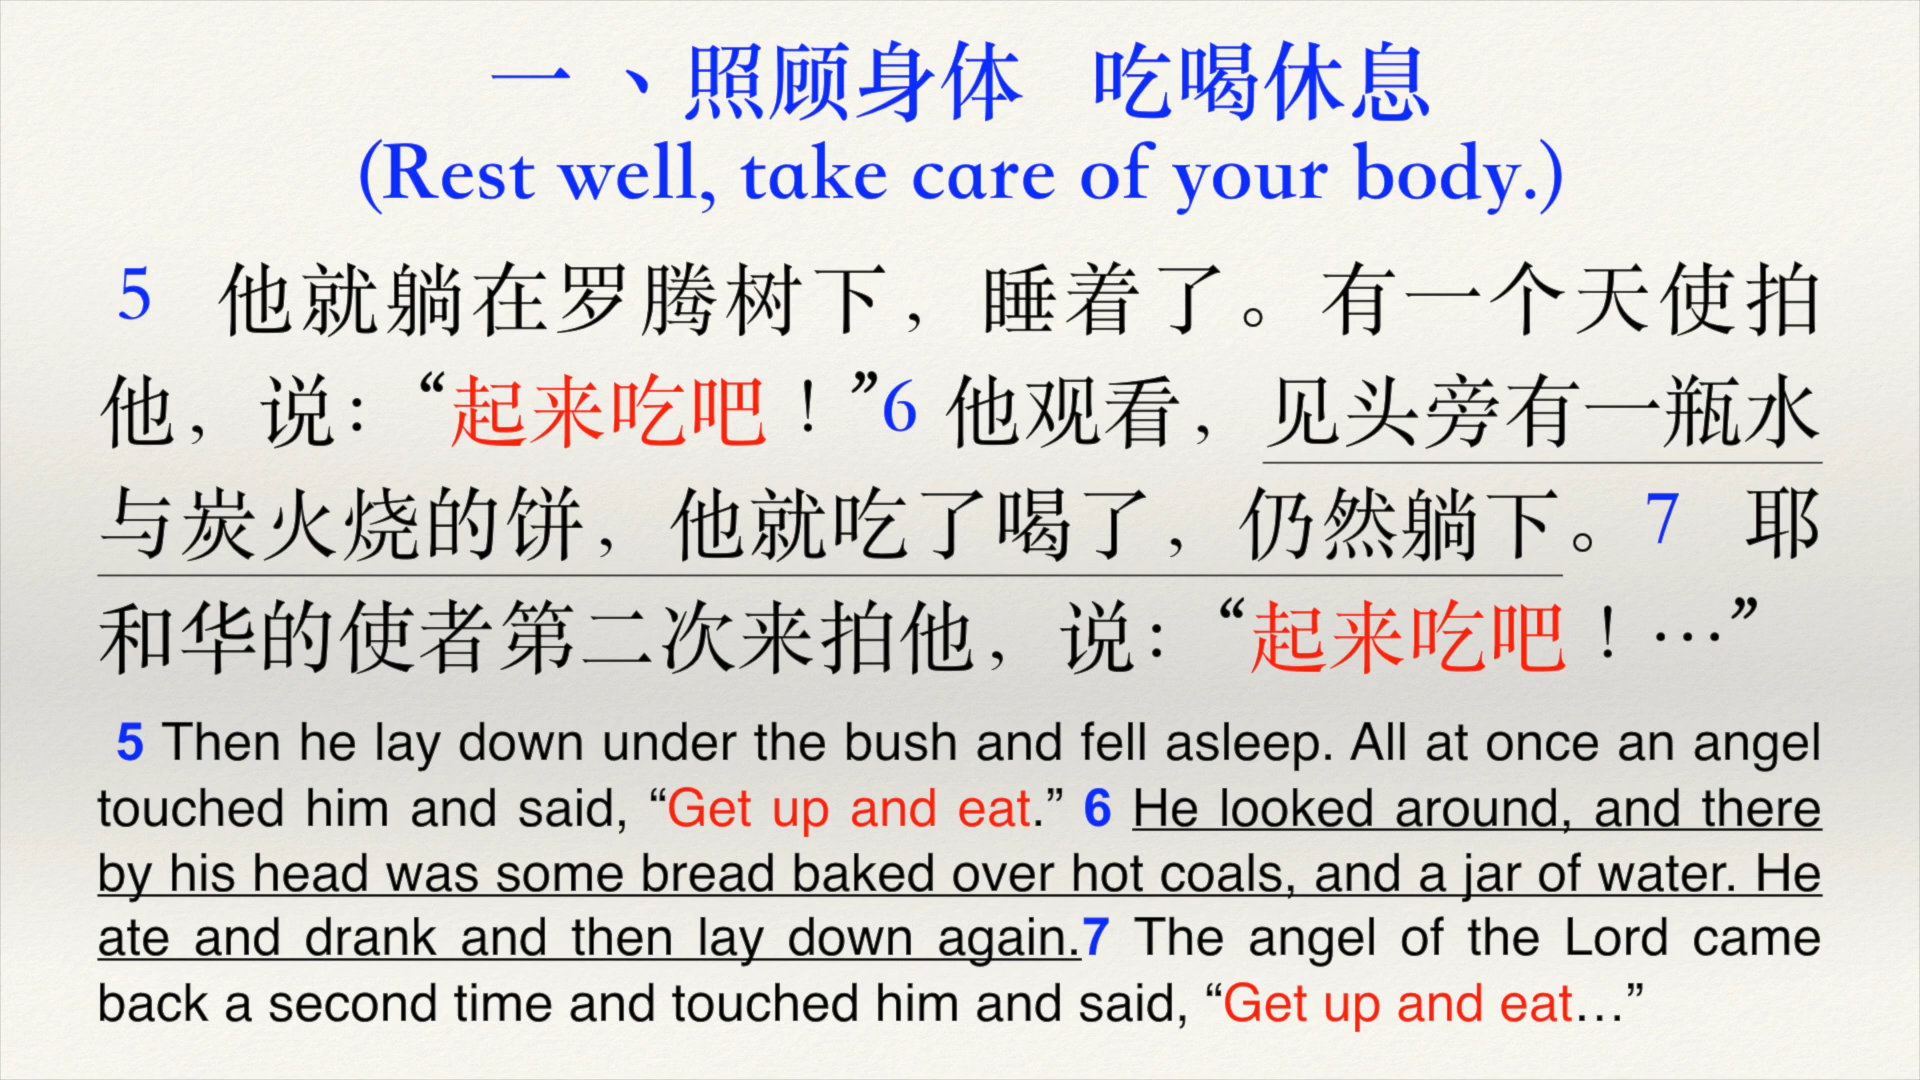 一、照顾身体 吃喝休息
(Rest well, take care of your body.)
5 他就躺在罗腾树下，睡着了。有一个天使拍
他，说：“起来吃吧！”6 他观看，见头旁有一瓶水
与炭火烧的饼，他就吃了喝了，仍然躺下。7 耶
和华的使者第二次来拍他，说：“起来吃吧！…”
5 Then he lay down under the bush and fell asleep. All at once an angel
touched him and said, “Get up and eat.” 6 He looked around, and there
by his head was some bread baked over hot coals, and a jar of water. He
ate and drank and then lay down again.7 The angel of the Lord came
back a second time and touched him and said, “Get up and eat…”